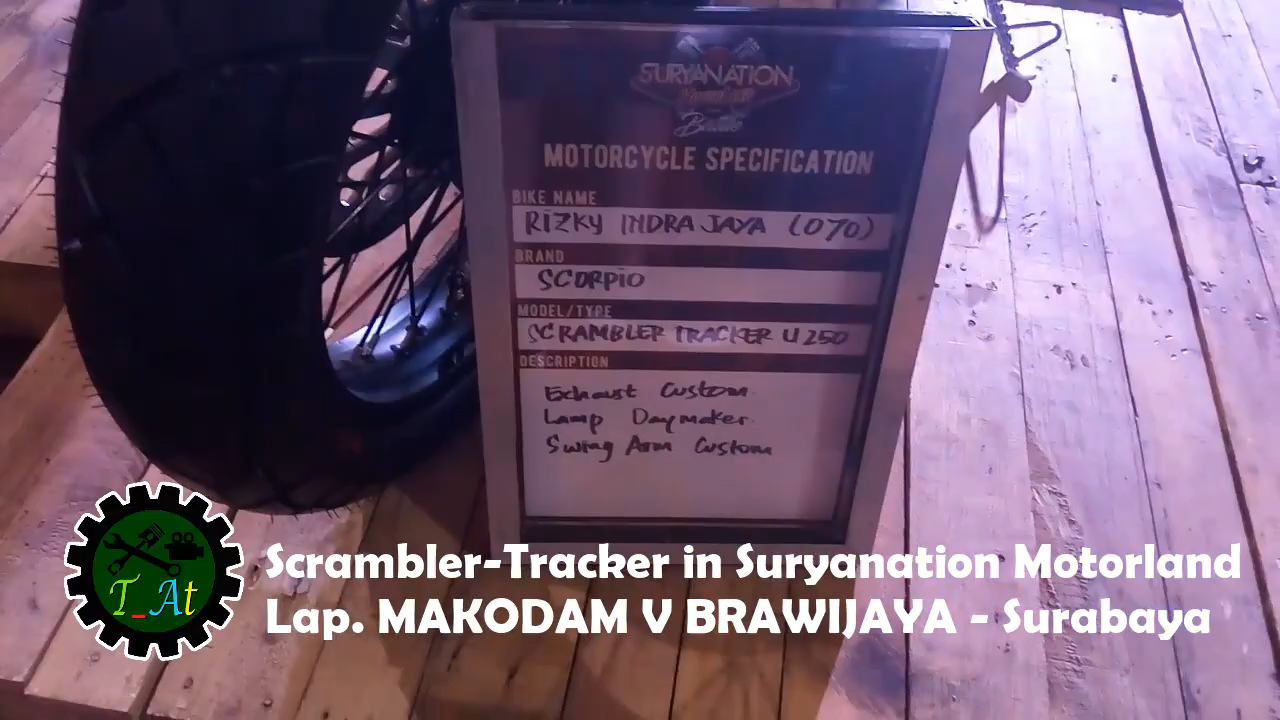 SURYANATION
Battle
MOTORCYCLE SPECIFICATION
BIKE NAME
RIZKY INDRA JAYA (070)
BRAND
SCORPIO
MODEL/TYPE
SCRAMBLER TRACKER U 250
DESCRIPTION
Exhaust Custom.
Lamp Daymaker.
Swing Arm Custom
T_At
Scrambler-Tracker in Suryanation Motorland
Lap. MAKODAM V BRAWIJAYA - Surabaya